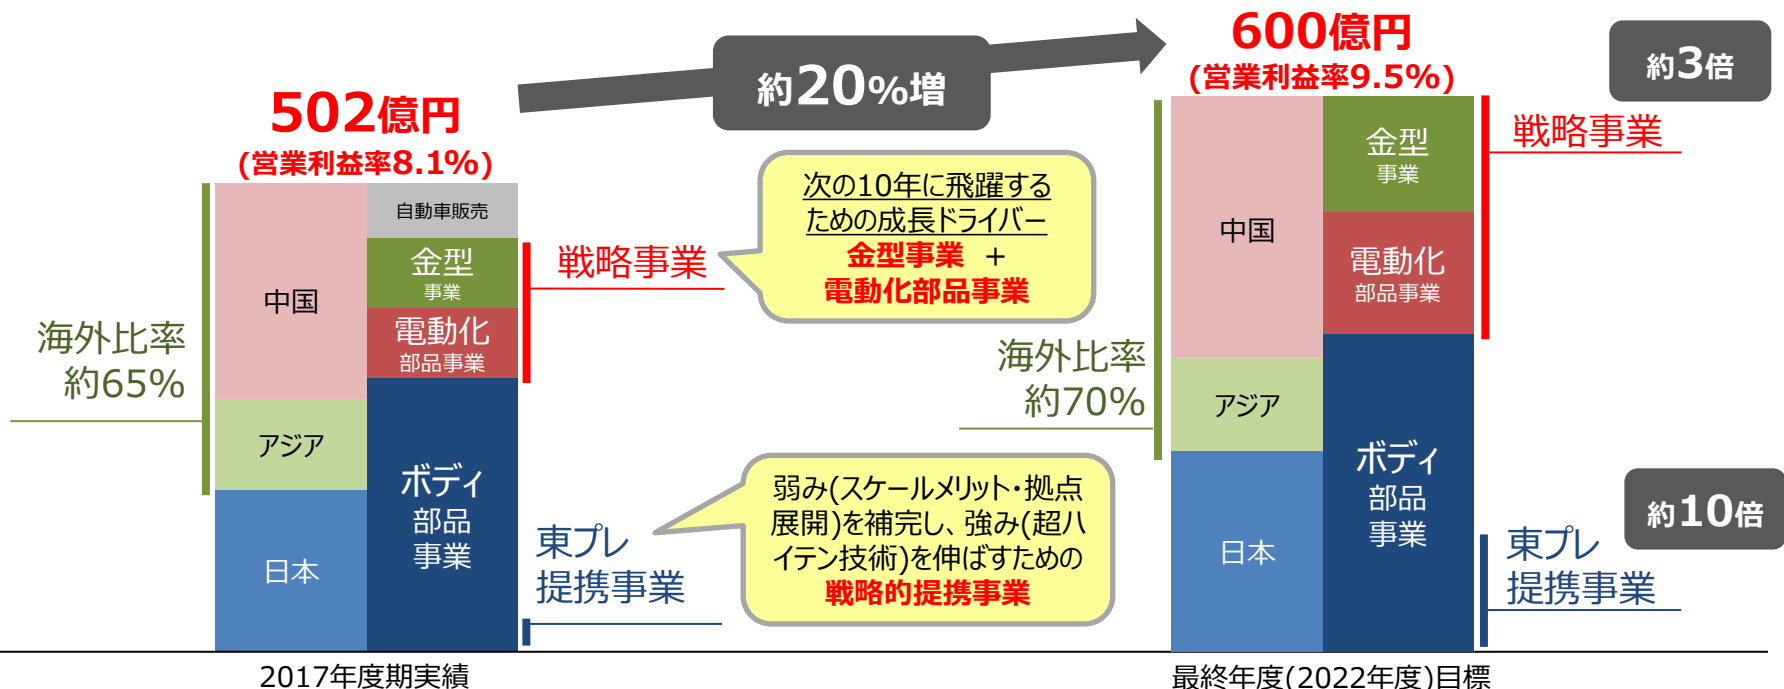 502億円
(営業利益率8.1%)
約20%増
600億円
(営業利益率9.5%)
約3倍
自動車販売
金型
事業
電動化
部品事業
ボディ
部品
事業
中国
アジア
日本
海外比率
約65%
戦略事業
次の10年に飛躍する
ための成長ドライバー
金型事業 +
電動化部品事業
弱み(スケールメリット・拠点
展開)を補完し、強み(超ハ
イテン技術)を伸ばすための
戦略的提携事業
東プレ
提携事業
2017年度期実績
海外比率
約70%
中国
アジア
日本
金型
事業
電動化
部品事業
ボディ
部品
事業
戦略事業
約10倍
東プレ
提携事業
最終年度(2022年度)目標